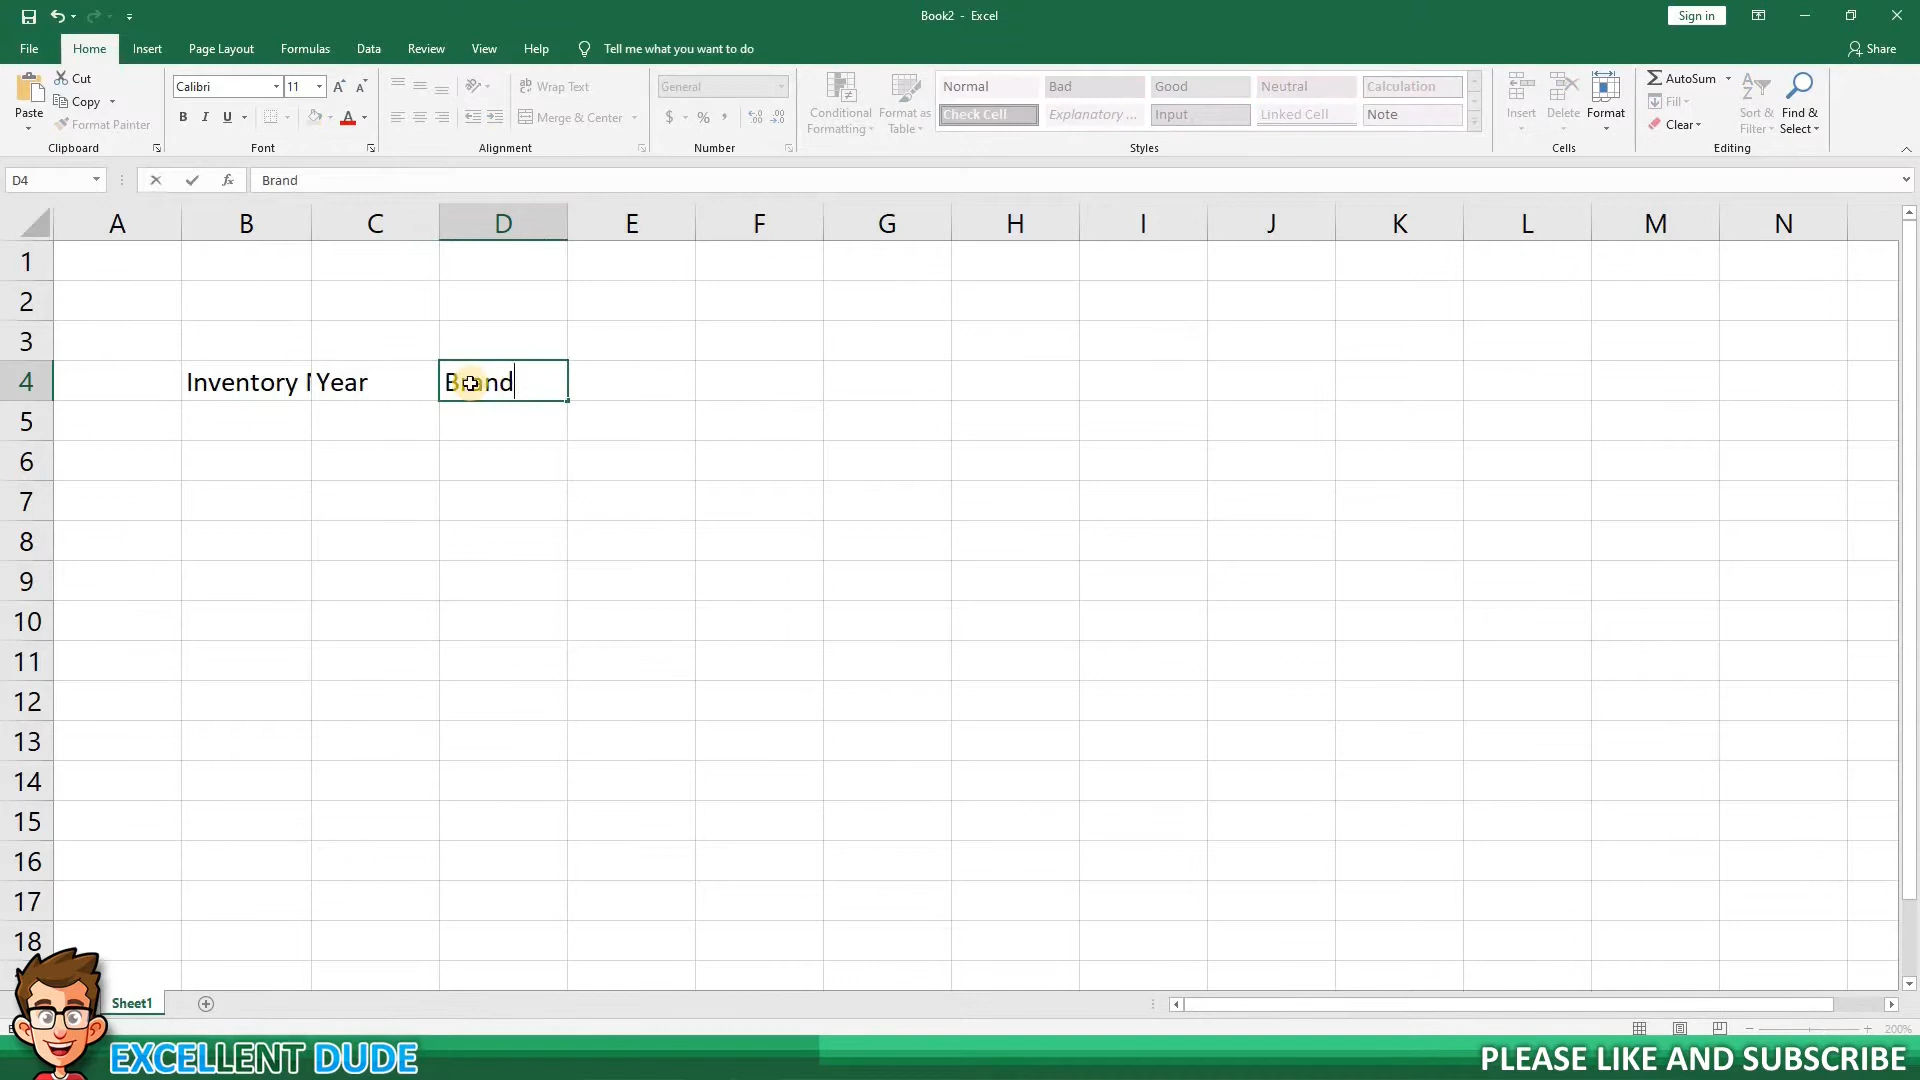 Book2 - Excel
Sign in
File Home Insert Page Layout Formulas Data Review View Help Tell me what you want to do
Share
Paste
Cut
Copy
Format Painter
Clipboard
Calibri 11
B I U A
Font
Wrap Text
Merge & Center
Alignment
General
$ % ,
Number
Conditional Formatting
Format as Table
Normal Bad Good Neutral Calculation
Check Cell Explanatory ... Input Linked Cell Note
Styles
Insert Delete Format
Cells
AutoSum
Fill
Clear
Sort & Filter
Find & Select
Editing
D4 fx Brand
A B C D E F G H I J K L M N
1
2
3
4 Inventory Year Brand
5
6
7
8
9
10
11
12
13
14
15
16
17
18
Sheet1
200%
EXCELLENT DUDE
PLEASE LIKE AND SUBSCRIBE